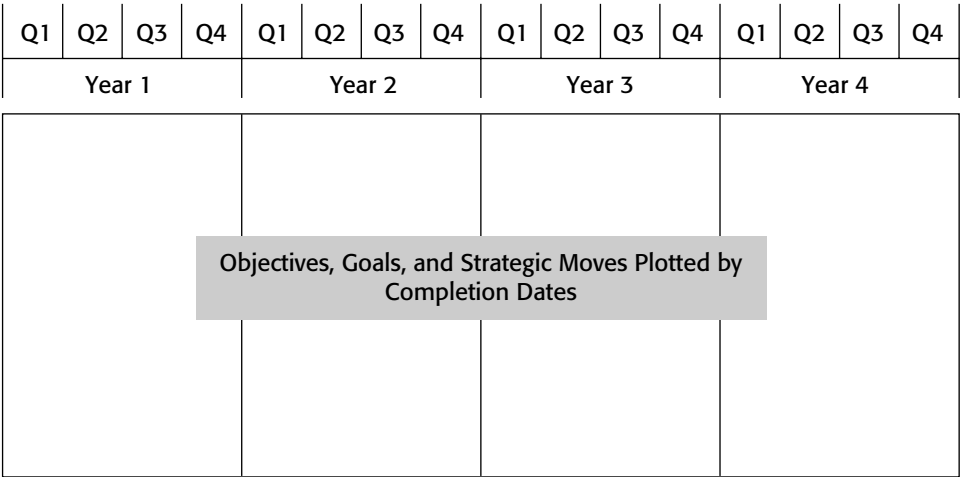 Q1 Q2 Q3 Q4 Q1 Q2 Q3 Q4 Q1 Q2 Q3 Q4 Q1 Q2 Q3 Q4
Year 1 Year 2 Year 3 Year 4
Objectives, Goals, and Strategic Moves Plotted by
Completion Dates